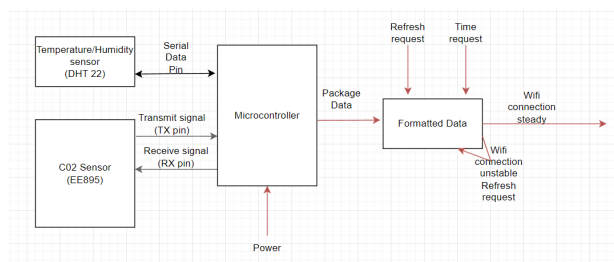 Temperature/Humidity
sensor
(DHT 22)
Serial
Data
Pin
Microcontroller
Refresh
request
Time
request
Package
Data
Formatted Data
Wifi
connection
steady
Transmit signal
(TX pin)
Receive signal
(RX pin)
C02 Sensor
(EE895)
Wifi
connection
unstable
Refresh
request
Power